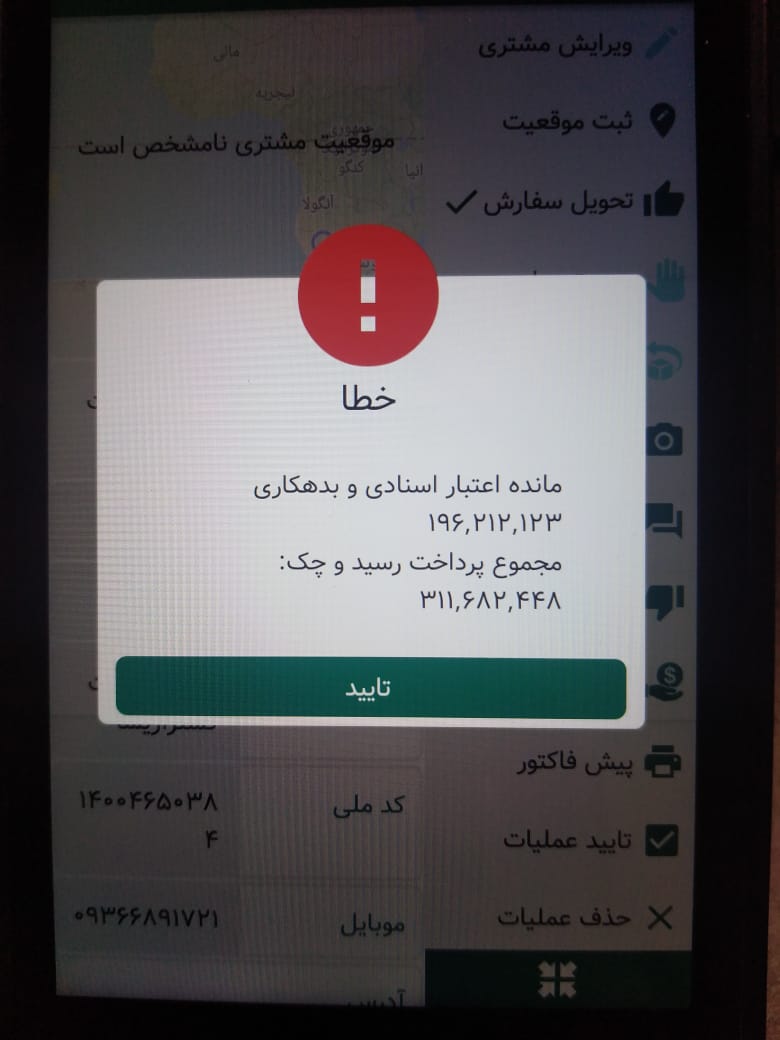 ویرایش مشتری
مالی
نیجریه
ثبت موقعیت
موقعیت مشتری نامشخص است
جمهوری
کنگو
انیا
تحویل سفارش
آنگولا
خطا
مانده اعتبار اسنادی و بدهکاری
۱۹۶,۲۱۲,۱۲۳
مجموع پرداخت رسید و چک:
۳۱۱,۶۸۲,۴۴۸
تایید
پیش فاکتور
کد ملی
۱۴۰۰۴۶۵۰۳۸
۴
تایید عملیات
حذف عملیات
موبایل
۰۹۳۶۶۸۹۱۷۲۱
آدرس